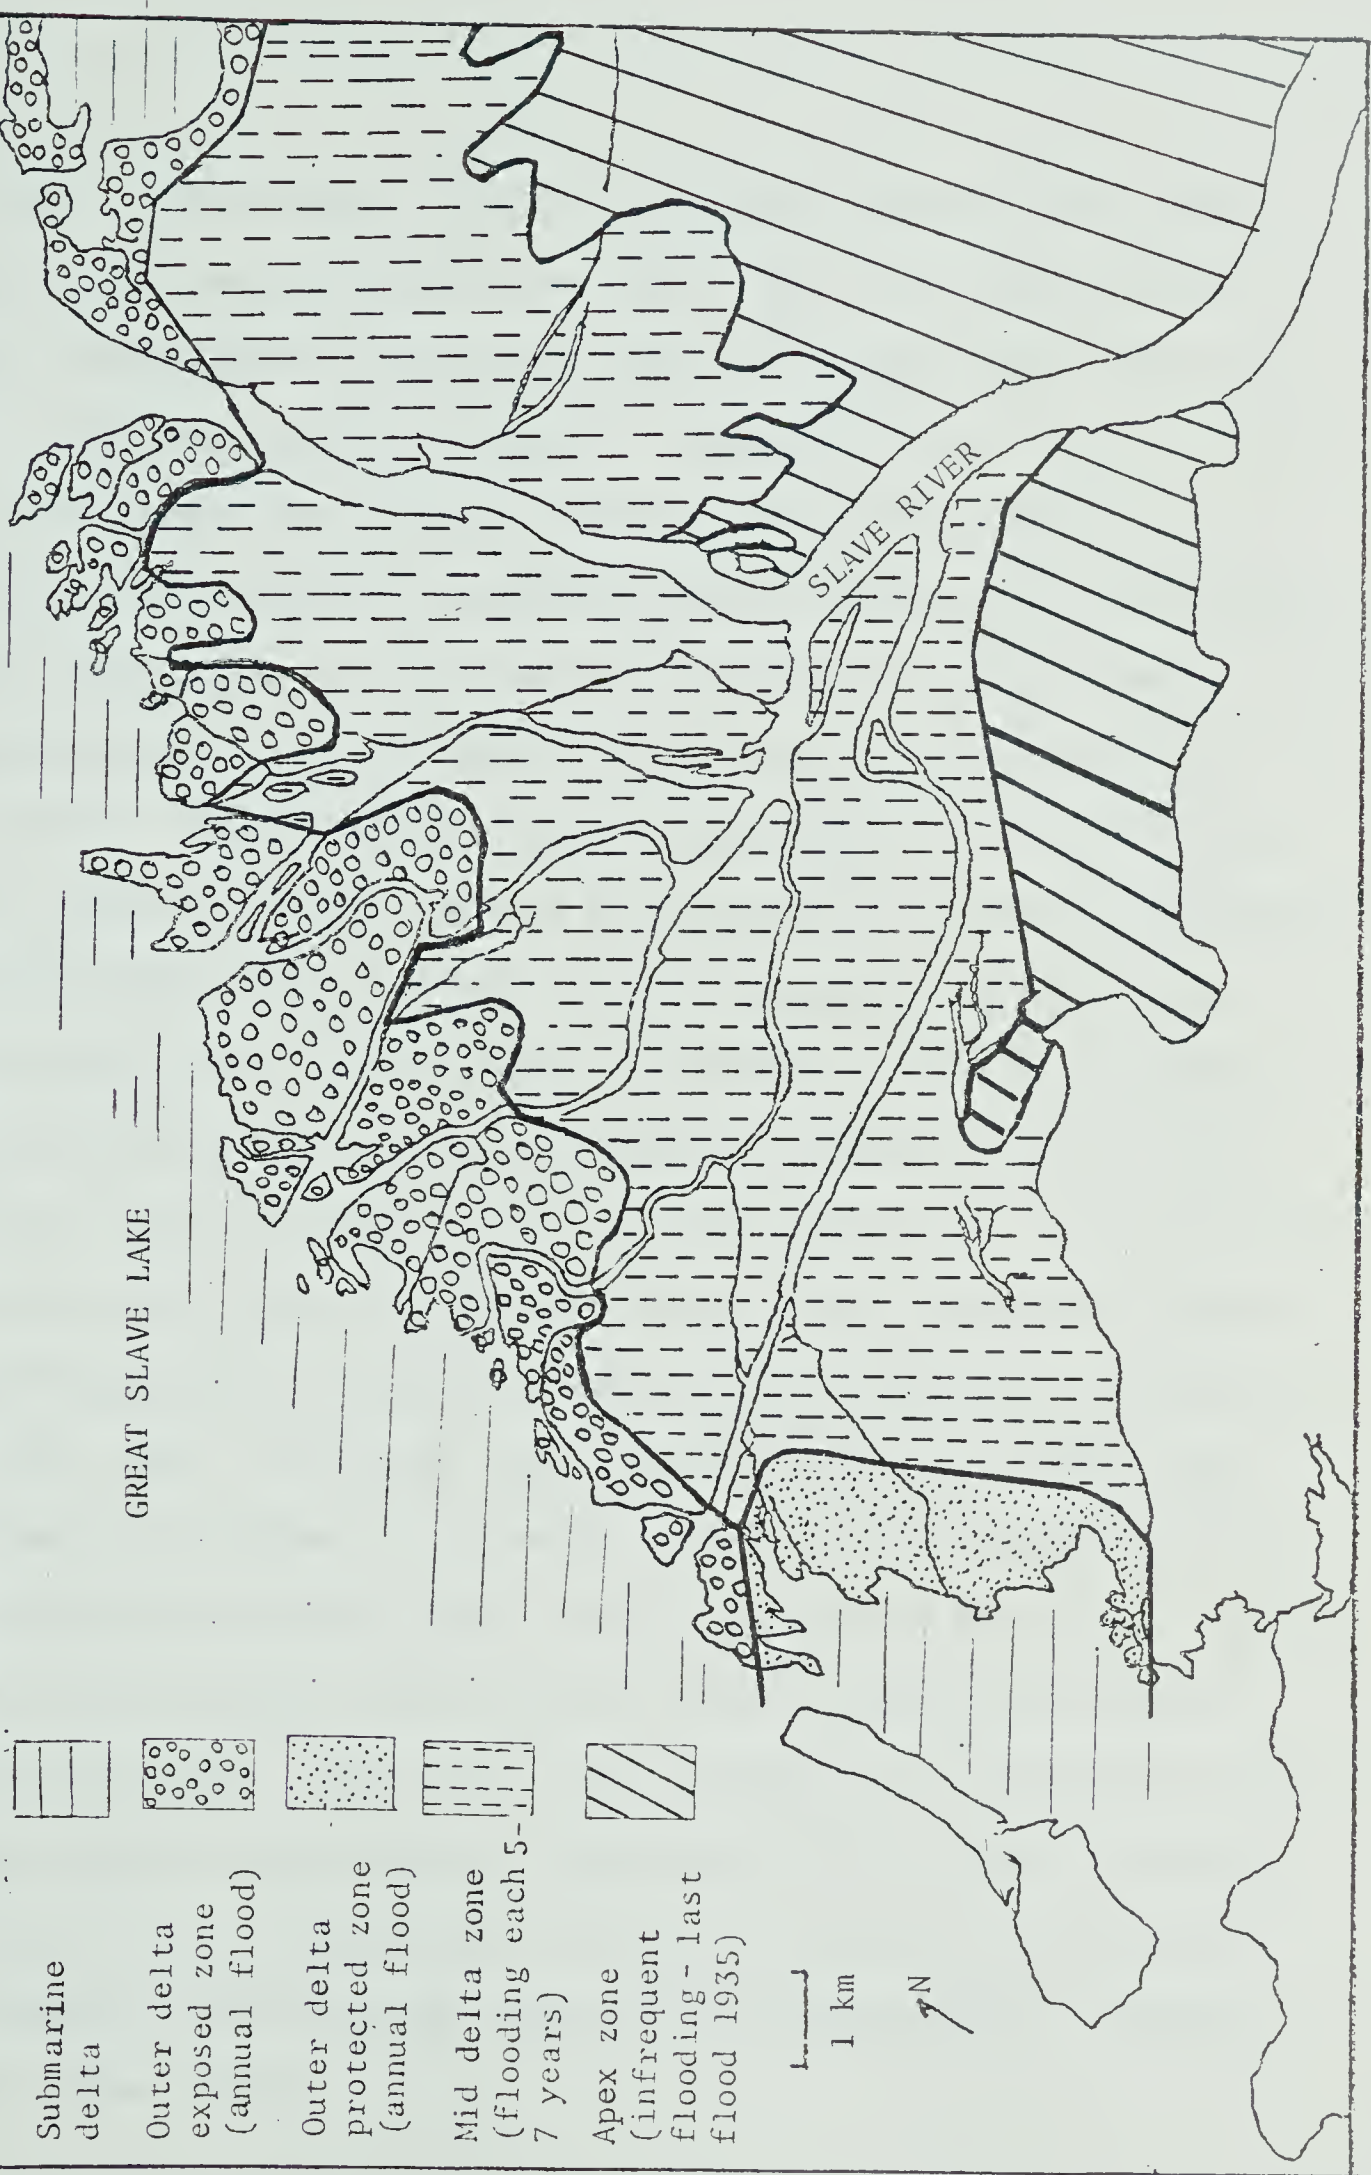 GREAT SLAVE LAKE
SLAVE RIVER
Submarine
delta
Outer delta
exposed zone
(annual flood)
Outer delta
protected zone
(annual flood)
Mid delta zone
(flooding each 5-
7 years)
Apex zone
(infrequent
flooding - last
flood 1935)
1 km
N